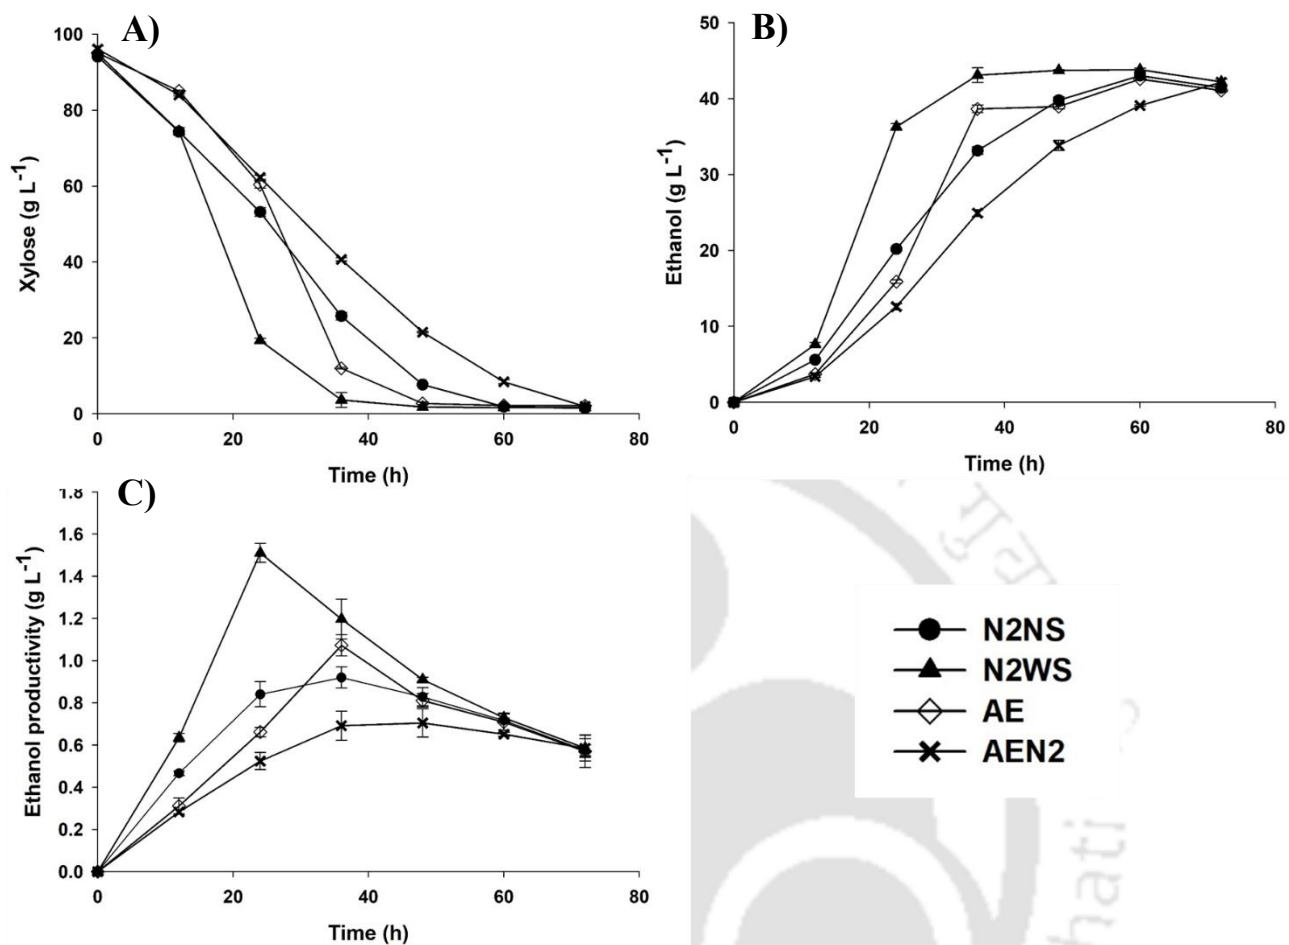 A)
100
80
60
40
20
0
Xylose (g L⁻¹)
0 20 40 60 80
Time (h)
B)
50
40
30
20
10
0
Ethanol (g L⁻¹)
0 20 40 60 80
Time (h)
C)
1.8
1.6
1.4
1.2
1.0
0.8
0.6
0.4
0.2
0.0
Ethanol productivity (g L⁻¹)
0 20 40 60 80
Time (h)
N2NS
N2WS
AE
AEN2
hati